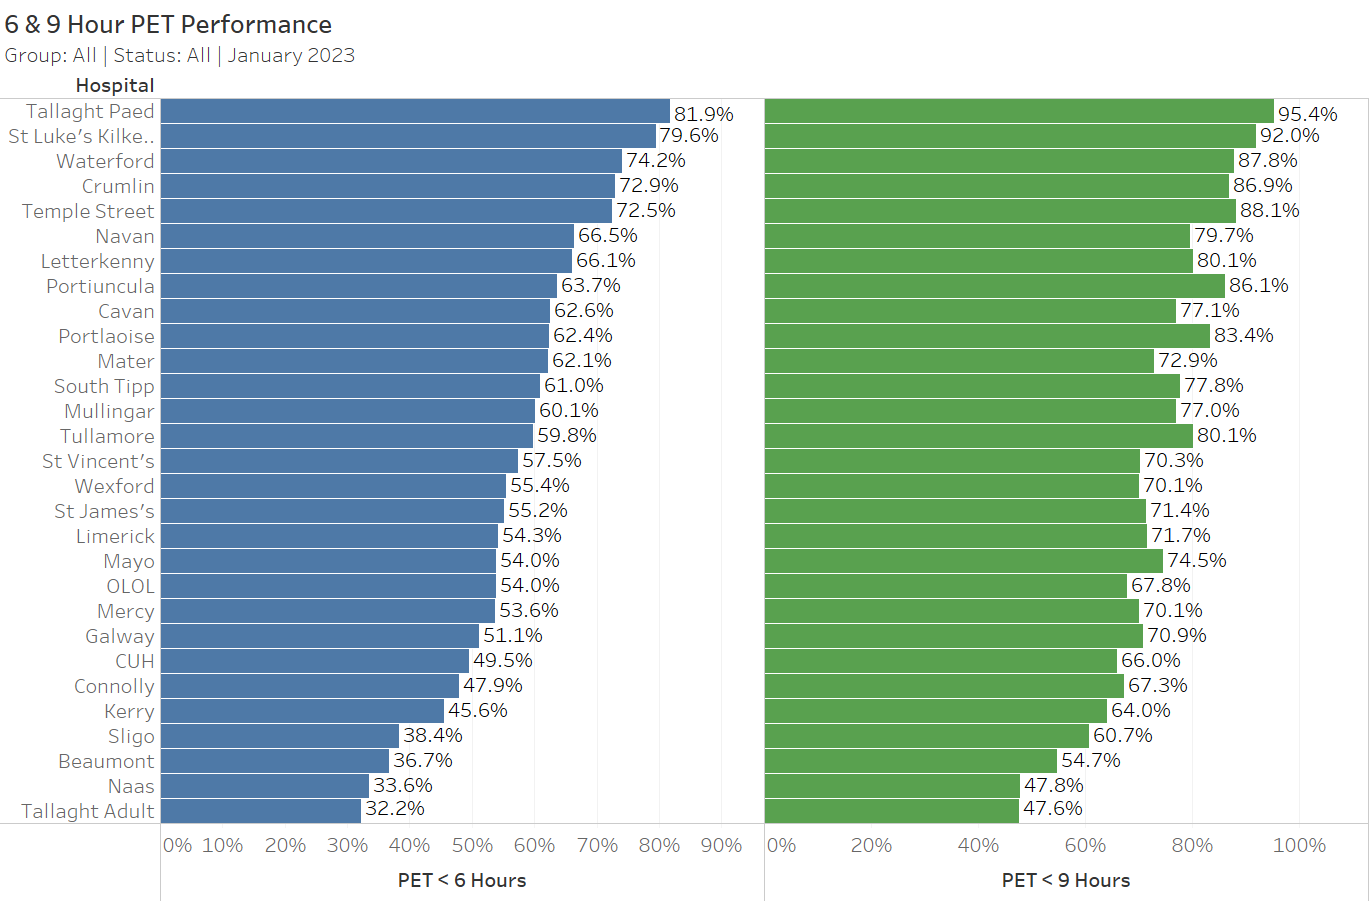 6 & 9 Hour PET Performance
Group: All | Status: All | January 2023
Hospital
Tallaght Paed 81.9% 95.4%
St Luke's Kilke.. 79.6% 92.0%
Waterford 74.2% 87.8%
Crumlin 72.9% 86.9%
Temple Street 72.5% 88.1%
Navan 66.5% 79.7%
Letterkenny 66.1% 80.1%
Portiuncula 63.7% 86.1%
Cavan 62.6% 77.1%
Portlaoise 62.4% 83.4%
Mater 62.1% 72.9%
South Tipp 61.0% 77.8%
Mullingar 60.1% 77.0%
Tullamore 59.8% 80.1%
St Vincent's 57.5% 70.3%
Wexford 55.4% 70.1%
St James's 55.2% 71.4%
Limerick 54.3% 71.7%
Mayo 54.0% 74.5%
OLOL 54.0% 67.8%
Mercy 53.6% 70.1%
Galway 51.1% 70.9%
CUH 49.5% 66.0%
Connolly 47.9% 67.3%
Kerry 45.6% 64.0%
Sligo 38.4% 60.7%
Beaumont 36.7% 54.7%
Naas 33.6% 47.8%
Tallaght Adult 32.2% 47.6%
0% 10% 20% 30% 40% 50% 60% 70% 80% 90% 0% 20% 40% 60% 80% 100%
PET < 6 Hours PET < 9 Hours